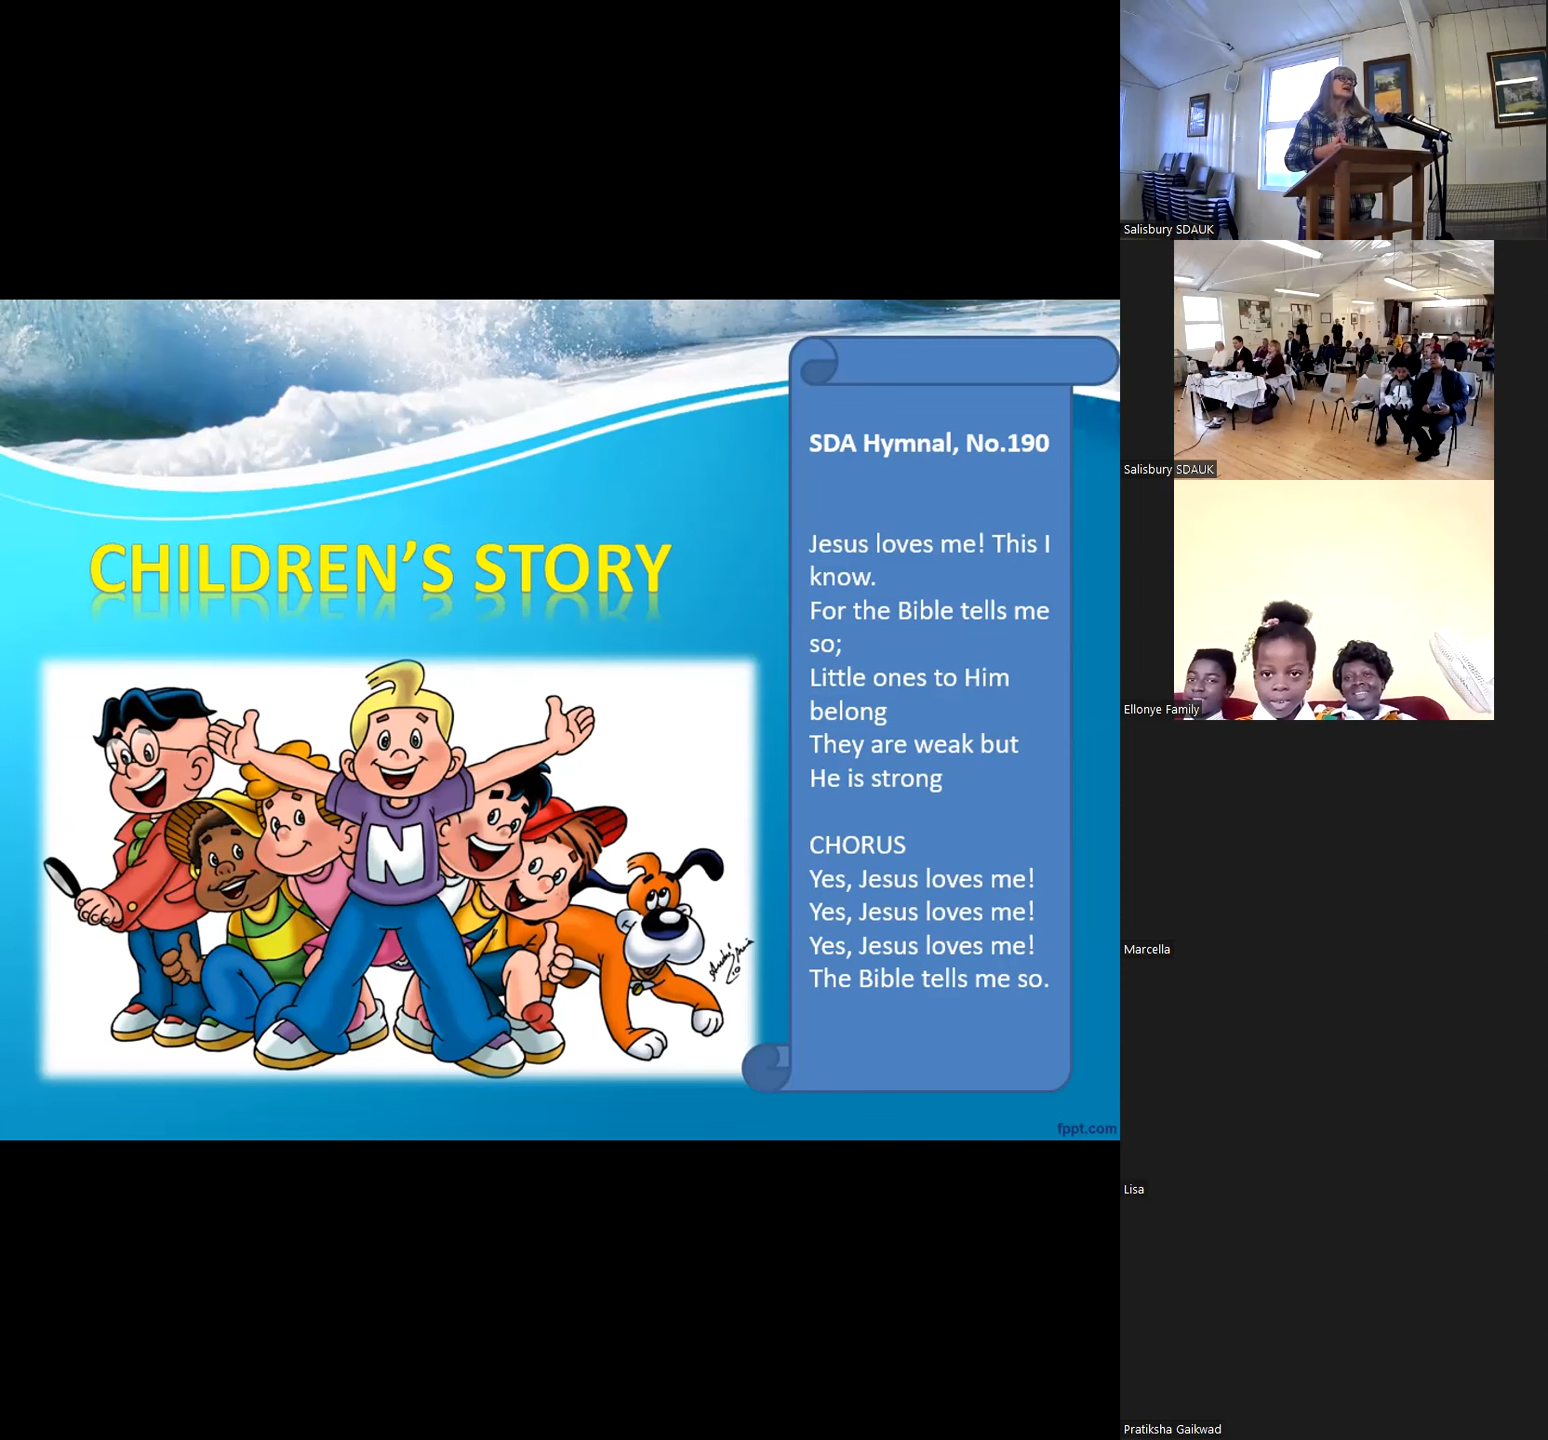 SDA Hymnal, No.190
Jesus loves me! This I
know.
For the Bible tells me
so;
Little ones to Him
belong
They are weak but
He is strong
CHORUS
Yes, Jesus loves me!
Yes, Jesus loves me!
Yes, Jesus loves me!
The Bible tells me so.
CHILDREN'S STORY
N
fppt.com
Salisbury SDAUK
Salisbury SDAUK
Ellonye Family
Marcella
Lisa
Pratiksha Gaikwad